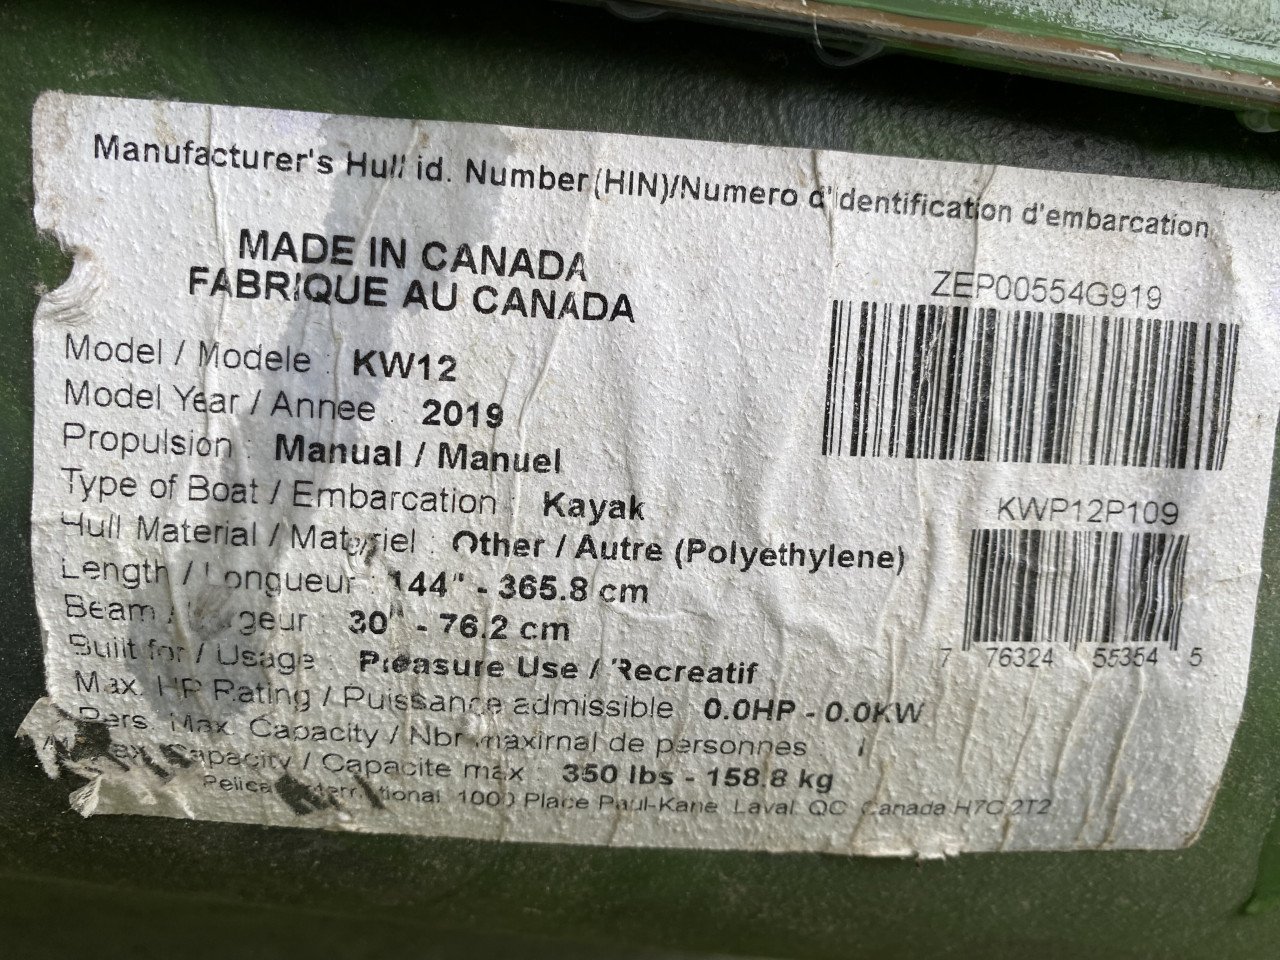 Manufacturer's Hull id. Number (HIN)/Numero d'identification d'embarcation
MADE IN CANADA
FABRIQUE AU CANADA
ZEP00554G919
Model / Modele : KW12
Model Year / Annee : 2019
Propulsion : Manual / Manuel
Type of Boat / Embarcation : Kayak
KWP12P109
Hull Material / Materiel : Other / Autre (Polyethylene)
Length / Longueur : 144" - 365.8 cm
Beam / Largeur : 30" - 76.2 cm
7 76324 55354 5
Built for / Usage : Pleasure Use / Recreatif
Max. HP Rating / Puissance admissible : 0.0HP - 0.0KW
Pers. Max. Capacity / Nbr maximal de personnes
Max. Capacity / Capacite max : 350 lbs - 158.8 kg
Pelican International 1000 Place Paul-Kane Laval QC Canada H7C 2T2